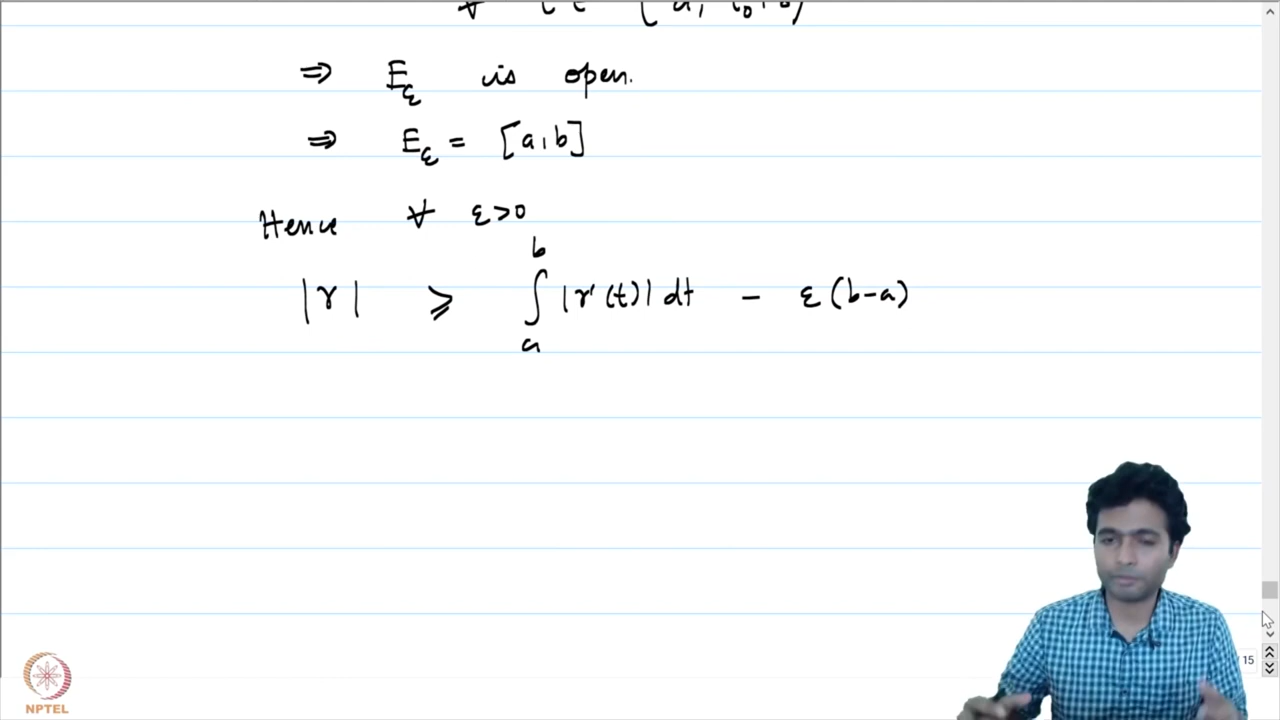 ⇒ E_ε is open.
⇒ E_ε = [a, b]
Hence ∀ ε > 0
|γ| ⩾ ∫_a^b |γ'(t)| dt − ε(b−a)
/15
NPTEL